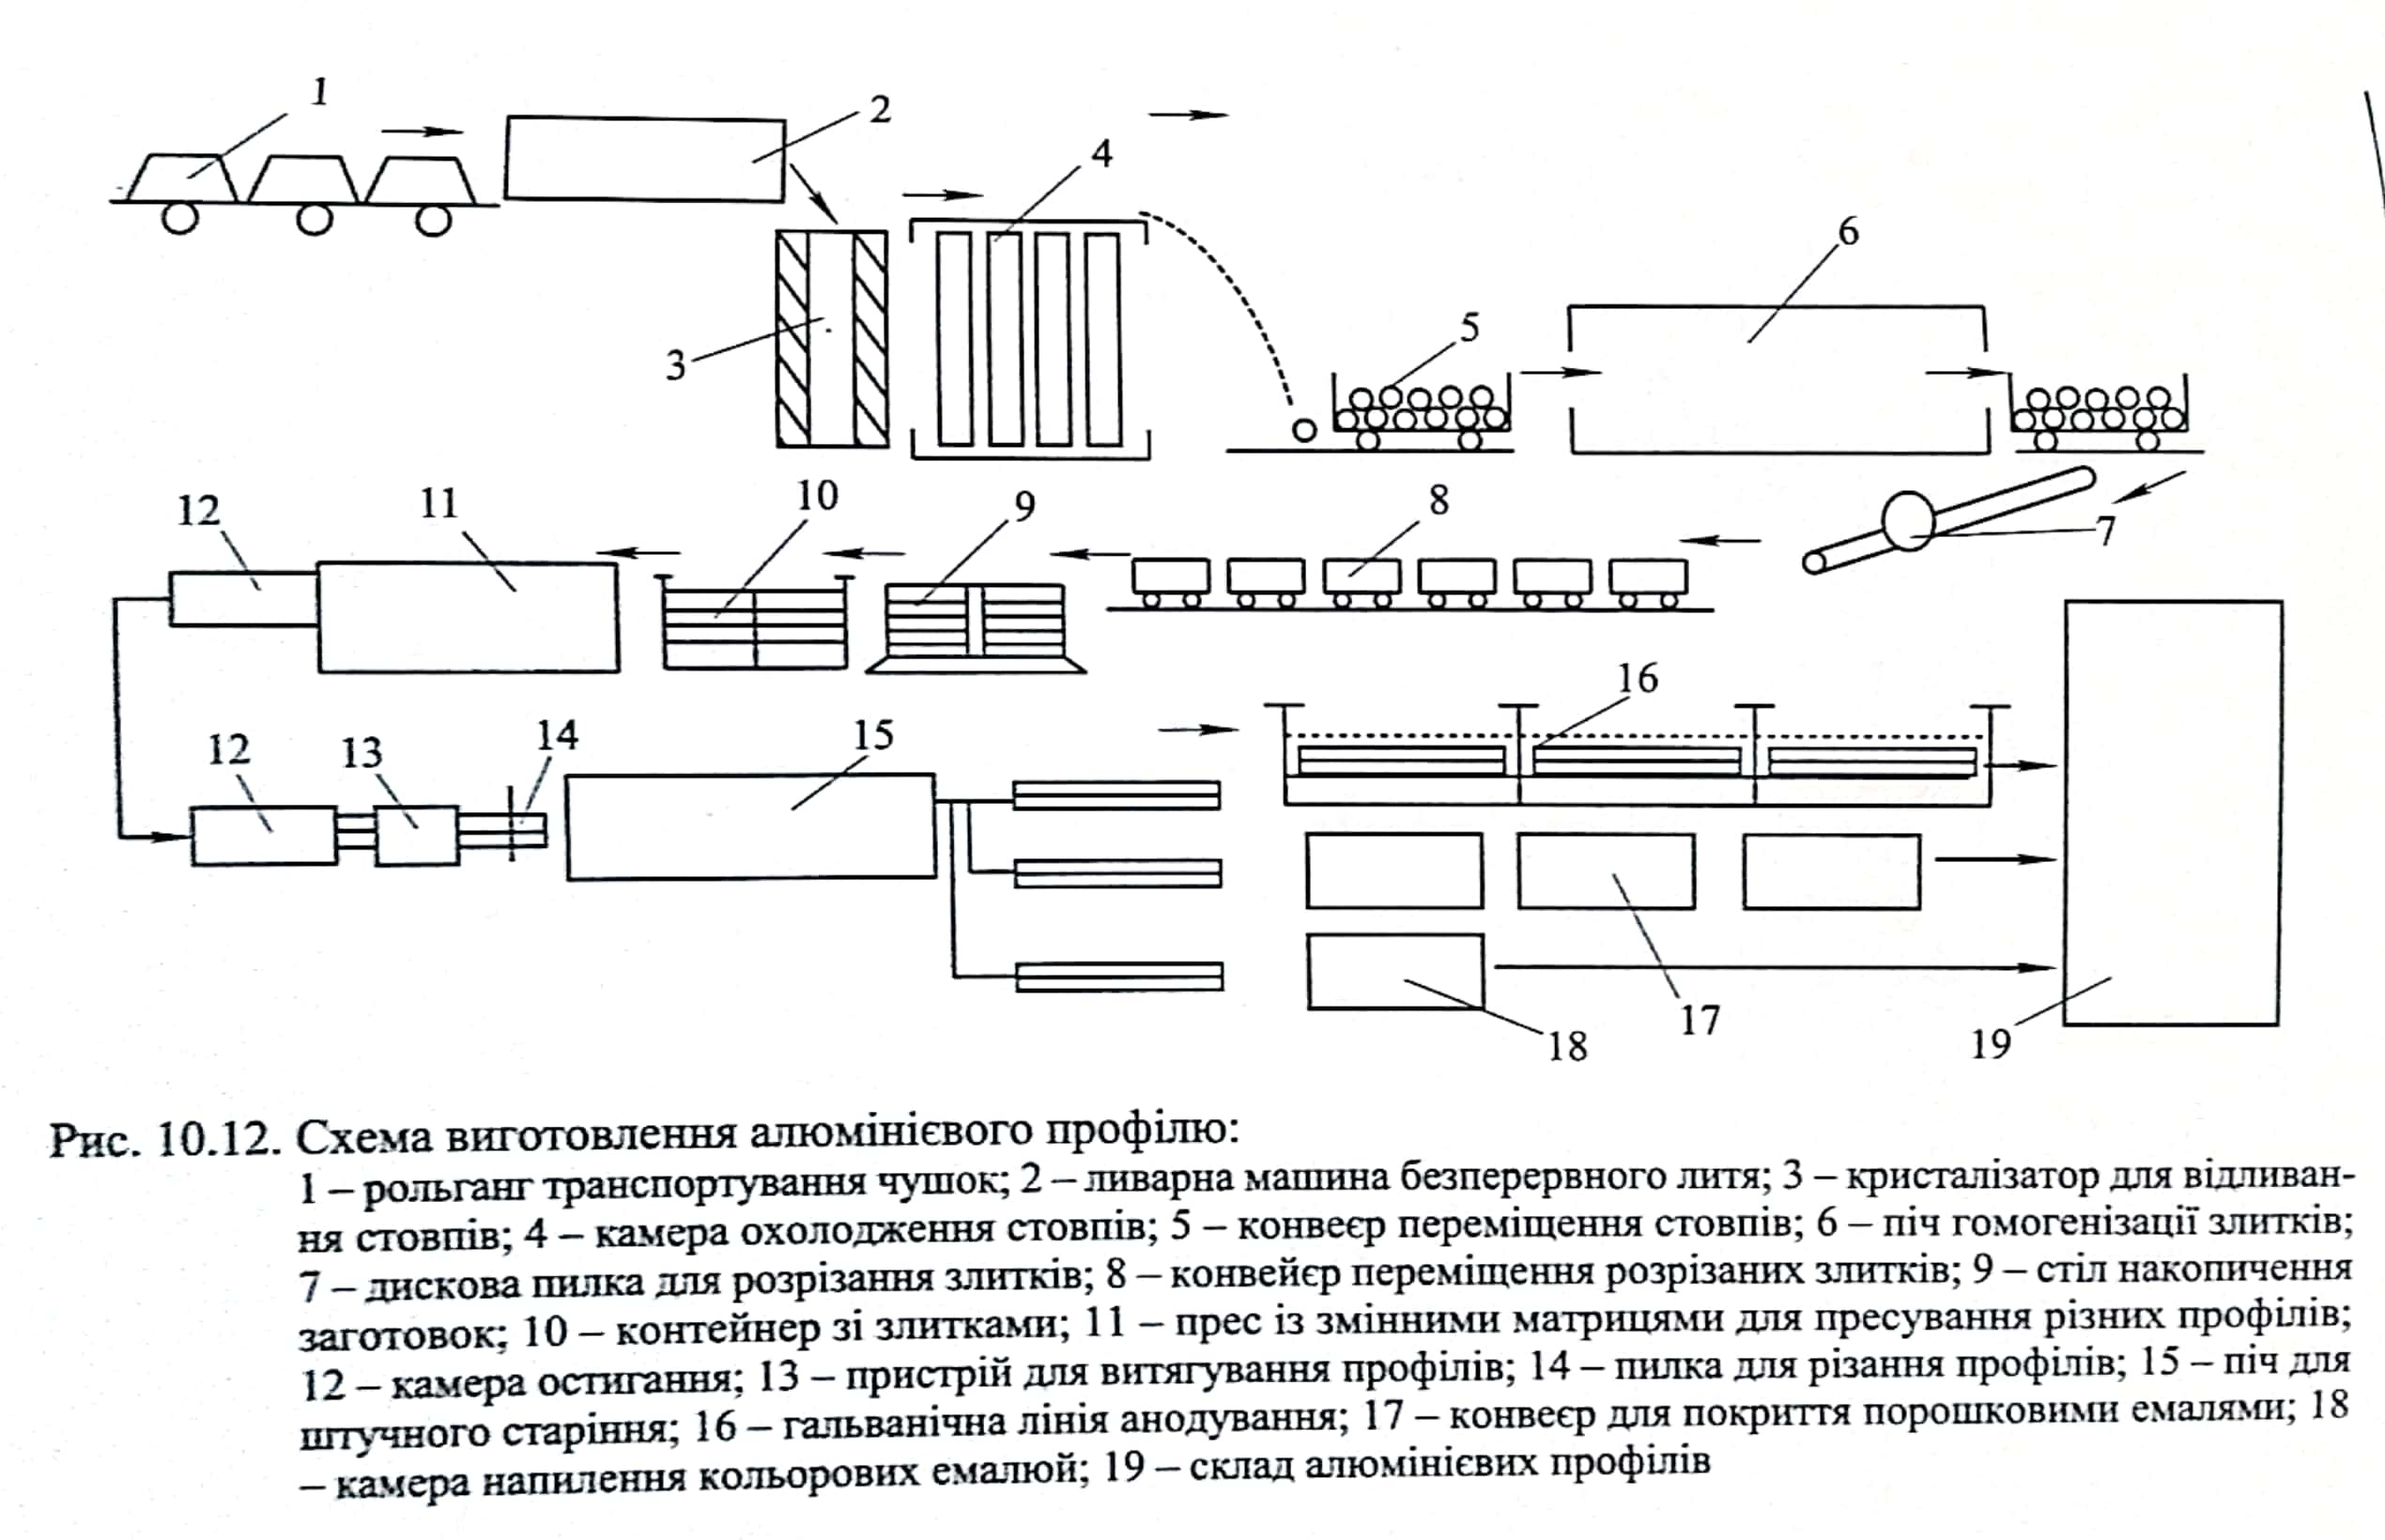 1
2
4
3
6
5
12
11
10
9
8
7
16
12
13
14
15
17
18
19
Рис. 10.12. Схема виготовлення алюмінієвого профілю:
1 – рольганг транспортування чушок; 2 – ливарна машина безперервного литя; 3 – кристалізатор для відливан-
ня стовпів; 4 – камера охолодження стовпів; 5 – конвеєр переміщення стовпів; 6 – піч гомогенізації злитків;
7 – дискова пилка для розрізання злитків; 8 – конвейєр переміщення розрізаних злитків; 9 – стіл накопичення
заготовок; 10 – контейнер зі злитками; 11 – прес із змінними матрицями для пресування різних профілів;
12 – камера остигання; 13 – пристрій для витягування профілів; 14 – пилка для різання профілів; 15 – піч для
штучного старіння; 16 – гальванічна лінія анодування; 17 – конвеєр для покриття порошковими емалями; 18
– камера напилення кольорових емалюй; 19 – склад алюмінієвих профілів